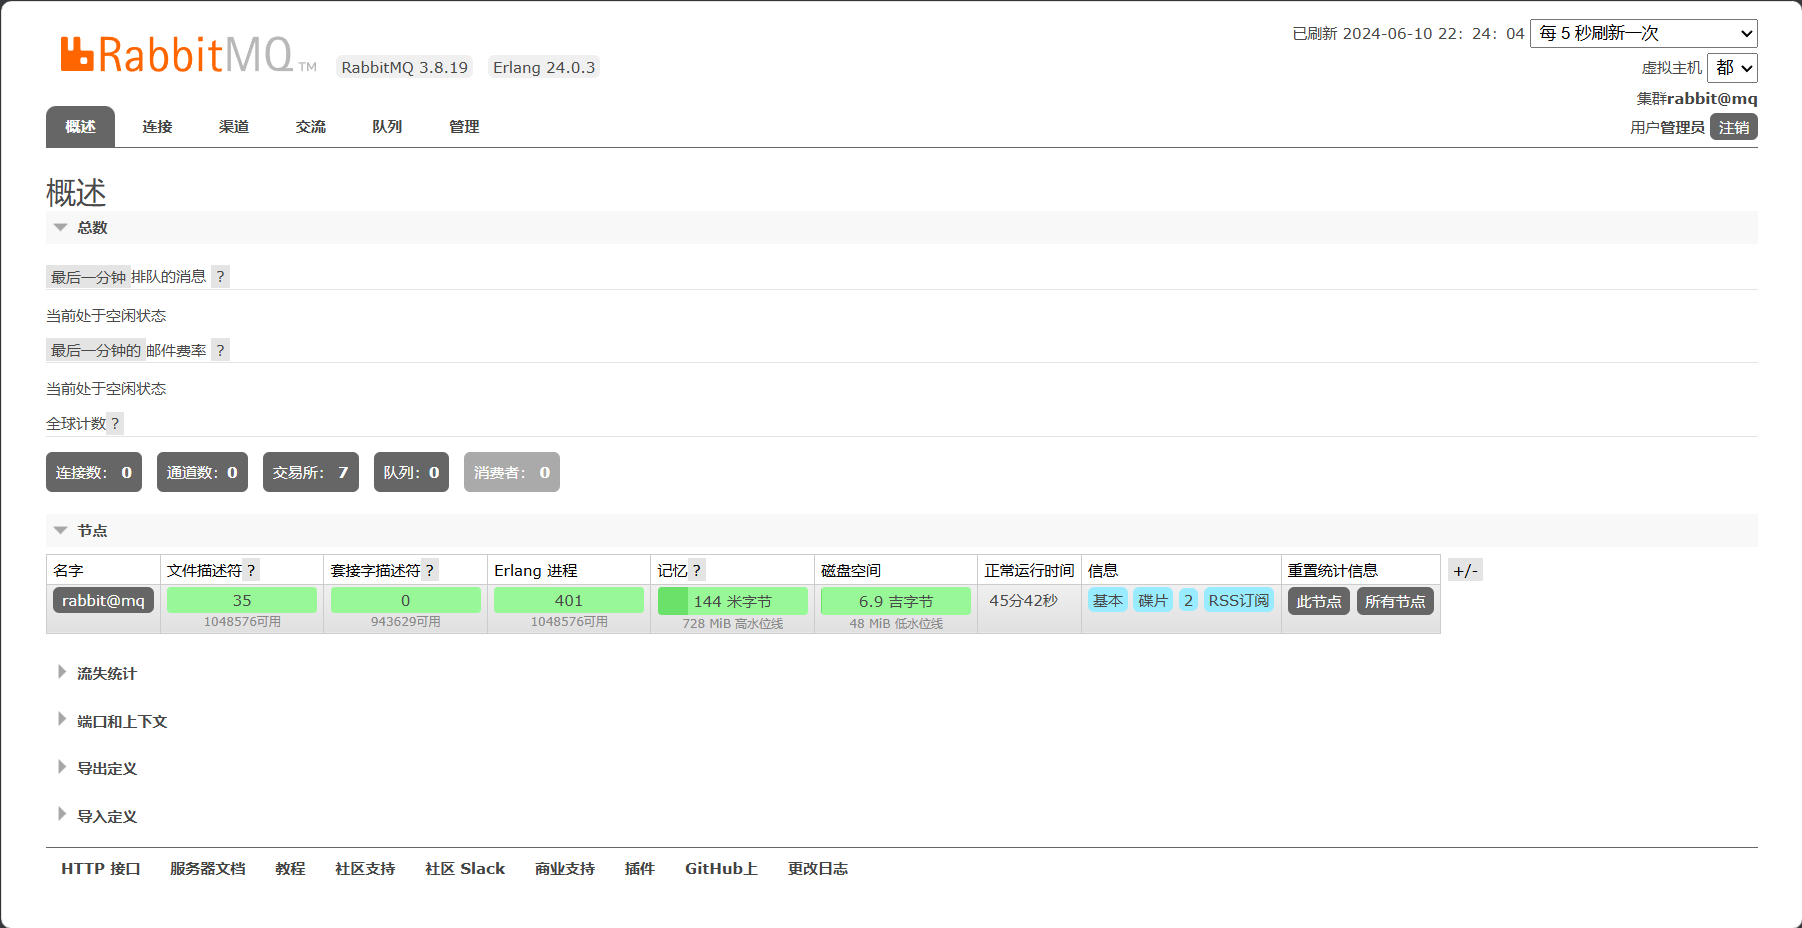 RabbitMQ TM RabbitMQ 3.8.19 Erlang 24.0.3
已刷新 2024-06-10 22：24：04 每 5 秒刷新一次
虚拟主机 都
集群rabbit@mq
用户管理员 注销
概述 连接 渠道 交流 队列 管理
概述
总数
最后一分钟 排队的消息 ?
当前处于空闲状态
最后一分钟的 邮件费率 ?
当前处于空闲状态
全球计数 ?
连接数： 0 通道数：0 交易所： 7 队列：0 消费者： 0
节点
名字 文件描述符 ? 套接字描述符 ? Erlang 进程 记忆 ? 磁盘空间 正常运行时间 信息 重置统计信息 +/-
rabbit@mq 35 0 401 144 米字节 6.9 吉字节 45分42秒 基本 碟片 2 RSS订阅 此节点 所有节点
1048576可用 943629可用 1048576可用 728 MiB 高水位线 48 MiB 低水位线
流失统计
端口和上下文
导出定义
导入定义
HTTP 接口 服务器文档 教程 社区支持 社区 Slack 商业支持 插件 GitHub上 更改日志